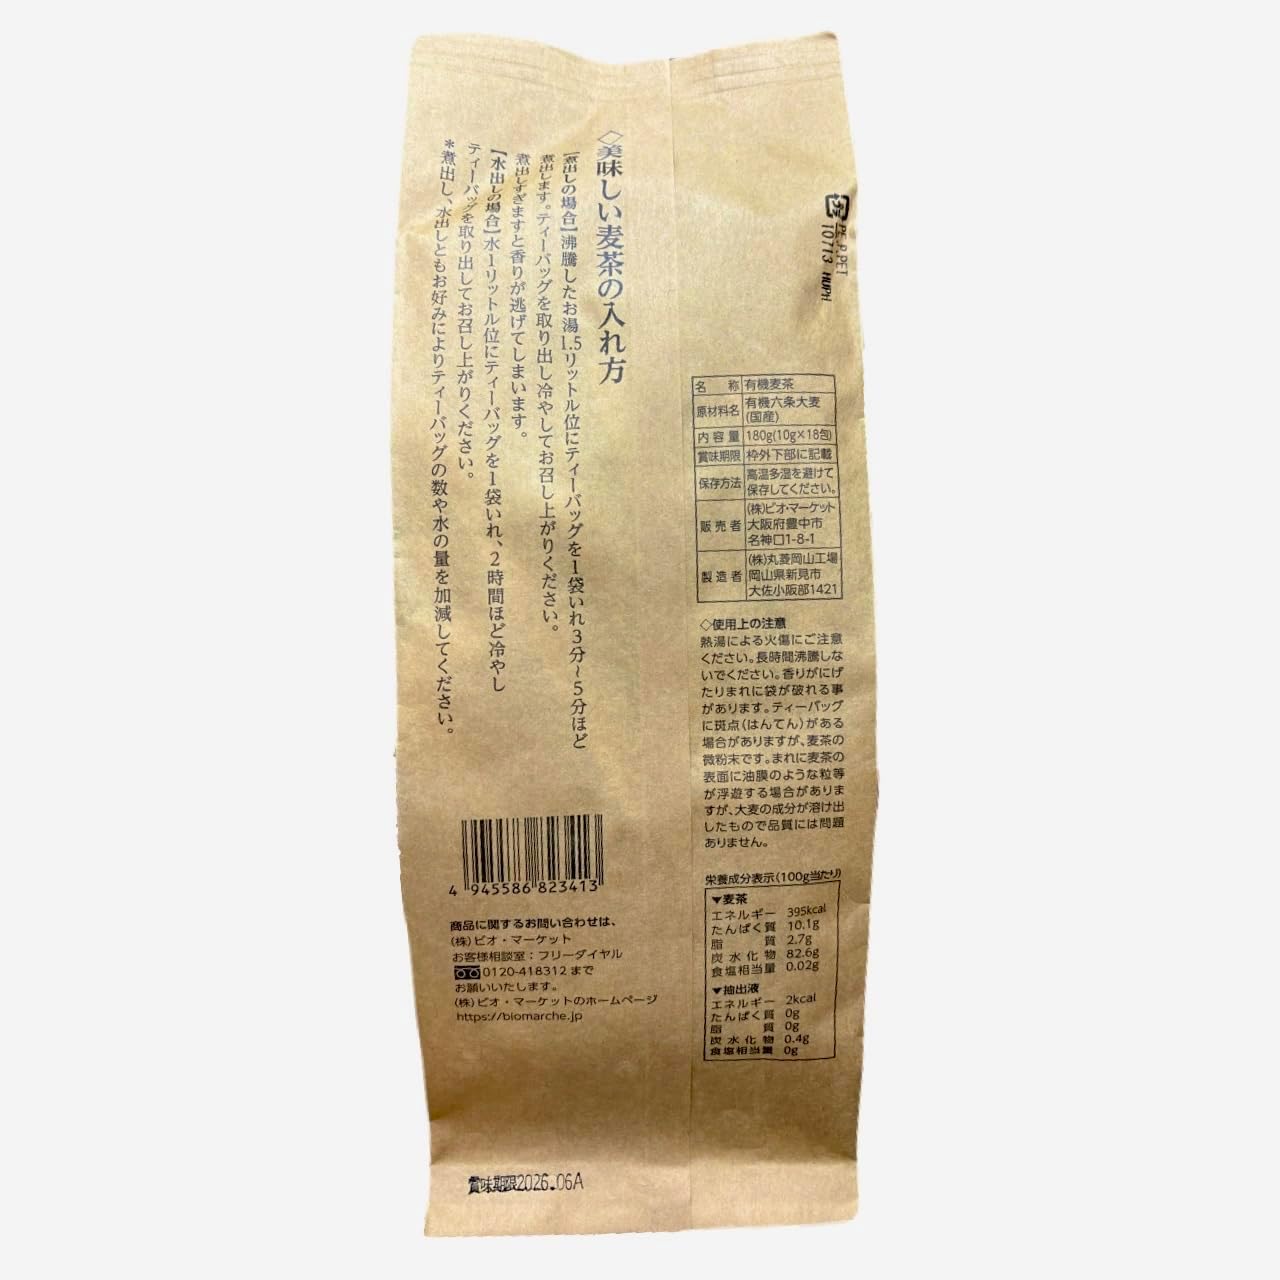 ◇美味しい麦茶の入れ方
【煮出しの場合】沸騰したお湯1.5リットル位にティーバッグを1袋いれ3分~5分ほど
煮出します。ティーバッグを取り出し冷やしてお召し上がりください。
煮出しすぎますと香りが逃げてしまいます。
【水出しの場合】水1リットル位にティーバッグを1袋いれ、2時間ほど冷やし
ティーバッグを取り出してお召し上がりください。
*煮出し、水出しともお好みによりティーバッグの数や水の量を加減してください。
プラ PE,P,PET
10713 HUPH
名称 有機麦茶
原材料名 有機六条大麦
(国産)
内容量 180g(10g×18包)
賞味期限 枠外下部に記載
保存方法 高温多湿を避けて
保存してください。
販売者 (株)ビオ・マーケット
大阪府豊中市
名神口1-8-1
製造者 (株)丸菱岡山工場
岡山県新見市
大佐小阪部1421
◇使用上の注意
熱湯による火傷にご注意
ください。長時間沸騰しな
いでください。香りがにげ
たりまれに袋が破れる事
があります。ティーバッグ
に斑点(はんてん)がある
場合がありますが、麦茶の
微粉末です。まれに麦茶の
表面に油膜のような粒等
が浮遊する場合がありま
すが、大麦の成分が溶け出
したもので品質には問題
ありません。
栄養成分表示(100g当たり)
▼麦茶
エネルギー 395kcal
たんぱく質 10.1g
脂質 2.7g
炭水化物 82.6g
食塩相当量 0.02g
▼抽出液
エネルギー 2kcal
たんぱく質 0g
脂質 0g
炭水化物 0.4g
食塩相当量 0g
4 945586 823413
商品に関するお問い合わせは、
(株)ビオ・マーケット
お客様相談室:フリーダイヤル
0120-418312まで
お願いいたします。
(株)ビオ・マーケットのホームページ
https://biomarche.jp
賞味期限2026.06A